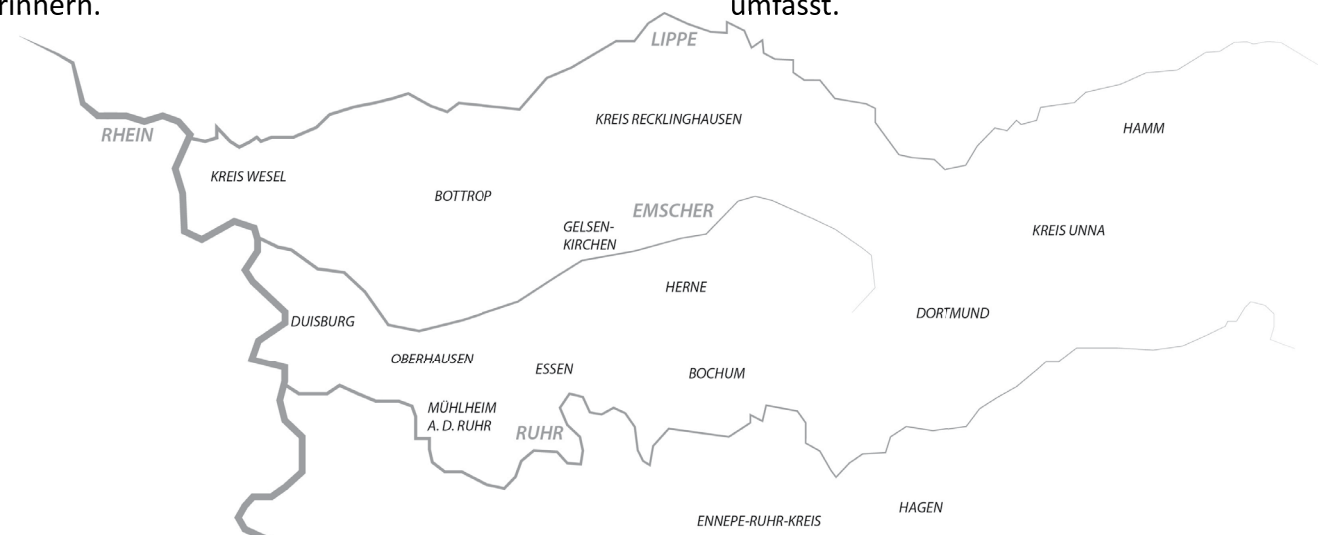 rinnern.
umfasst.
LIPPE
RHEIN
KREIS RECKLINGHAUSEN
HAMM
KREIS WESEL
BOTTROP
EMSCHER
GELSEN-
KIRCHEN
KREIS UNNA
HERNE
DUISBURG
DORTMUND
OBERHAUSEN
ESSEN
BOCHUM
MÜHLHEIM
A. D. RUHR
RUHR
HAGEN
ENNEPE-RUHR-KREIS